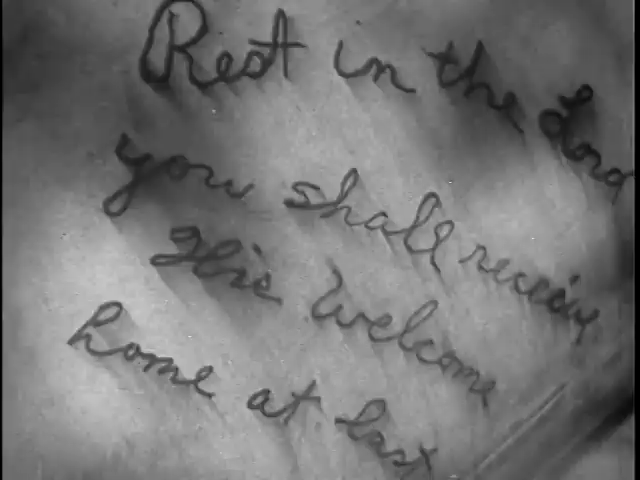 Rest in the Lord
you shall receive
His welcome
home at last